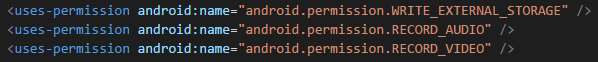 <uses-permission android:name="android.permission.WRITE_EXTERNAL_STORAGE" />
<uses-permission android:name="android.permission.RECORD_AUDIO" />
<uses-permission android:name="android.permission.RECORD_VIDEO" />